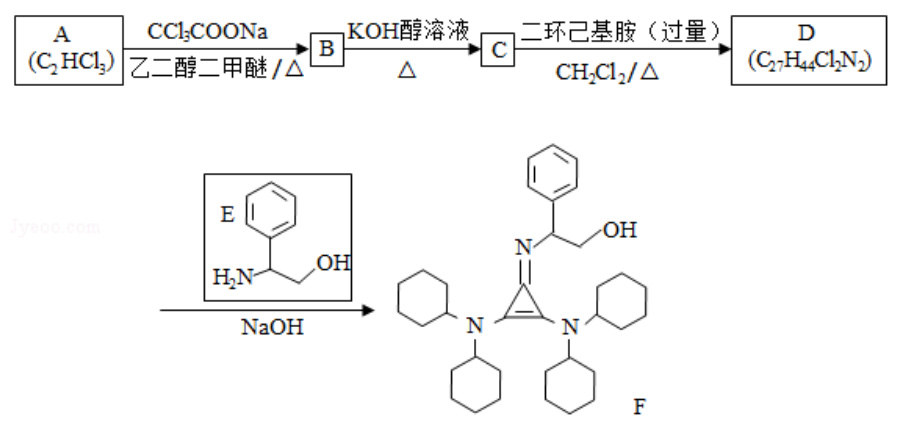 A
(C₂HCl₃)
CCl₃COONa
乙二醇二甲醚/△
B
KOH醇溶液
△
C
二环己基胺（过量）
CH₂Cl₂/△
D
(C₂₇H₄₄Cl₂N₂)
Jyeoo.com
E
H₂N
OH
NaOH
OH
N
N
N
F